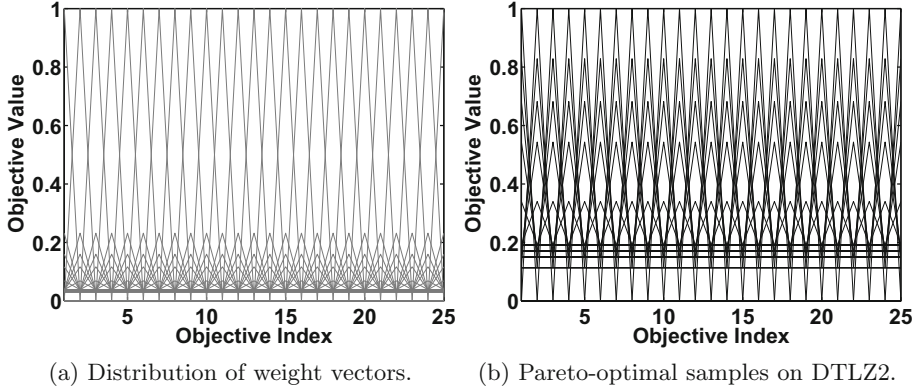 1
0.8
0.6
0.4
0.2
0
Objective Value
5 10 15 20 25
Objective Index
(a) Distribution of weight vectors.
1
0.8
0.6
0.4
0.2
0
Objective Value
5 10 15 20 25
Objective Index
(b) Pareto-optimal samples on DTLZ2.